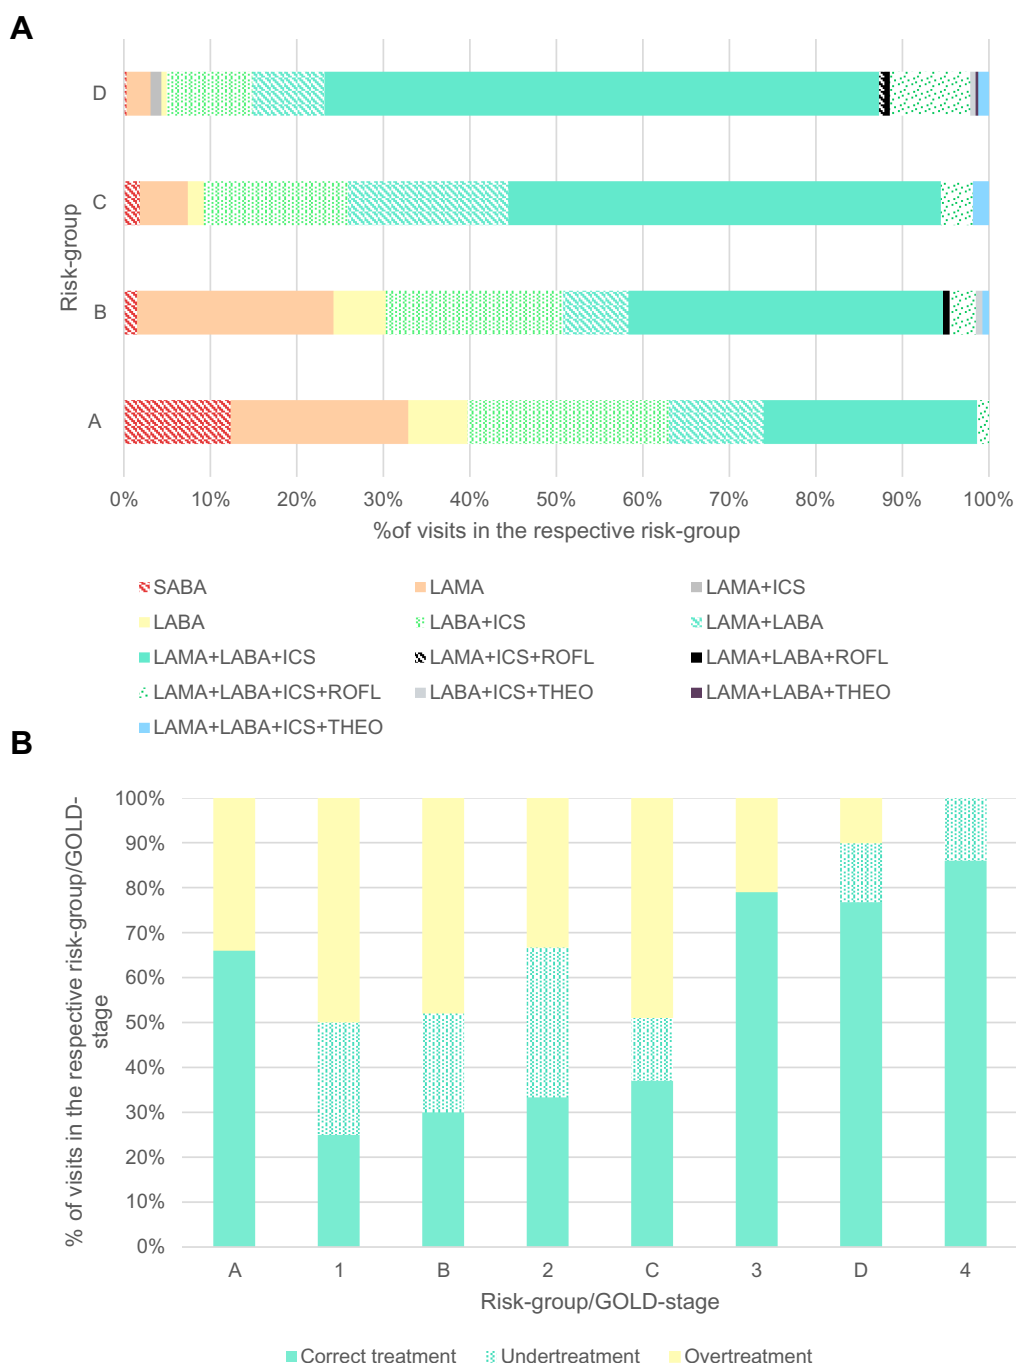 A
D
C
B
A
Risk-group
0% 10% 20% 30% 40% 50% 60% 70% 80% 90% 100%
%of visits in the respective risk-group
SABA LAMA LAMA+ICS
LABA LABA+ICS LAMA+LABA
LAMA+LABA+ICS LAMA+ICS+ROFL LAMA+LABA+ROFL
LAMA+LABA+ICS+ROFL LABA+ICS+THEO LAMA+LABA+THEO
LAMA+LABA+ICS+THEO
B
% of visits in the respective risk-group/GOLD-
stage
100%
90%
80%
70%
60%
50%
40%
30%
20%
10%
0%
A 1 B 2 C 3 D 4
Risk-group/GOLD-stage
Correct treatment Undertreatment Overtreatment